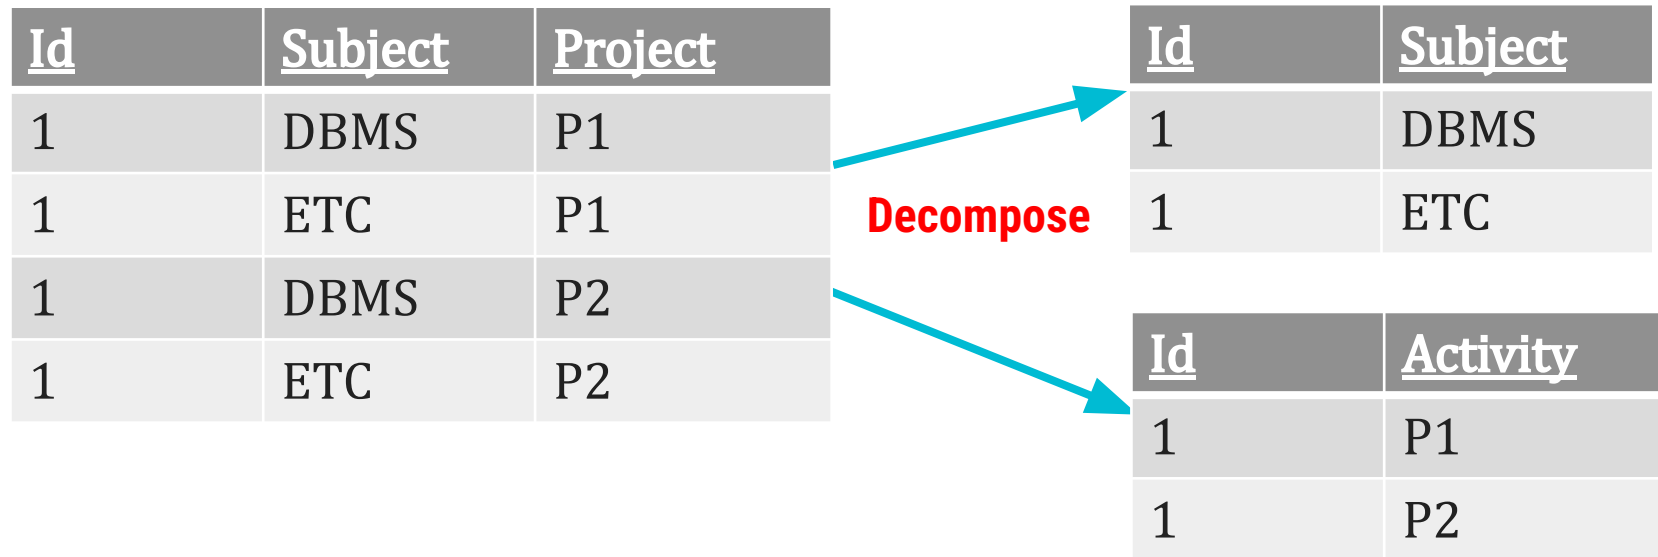 Id Subject Project
1 DBMS P1
1 ETC P1
1 DBMS P2
1 ETC P2
Decompose
Id Subject
1 DBMS
1 ETC
Id Activity
1 P1
1 P2